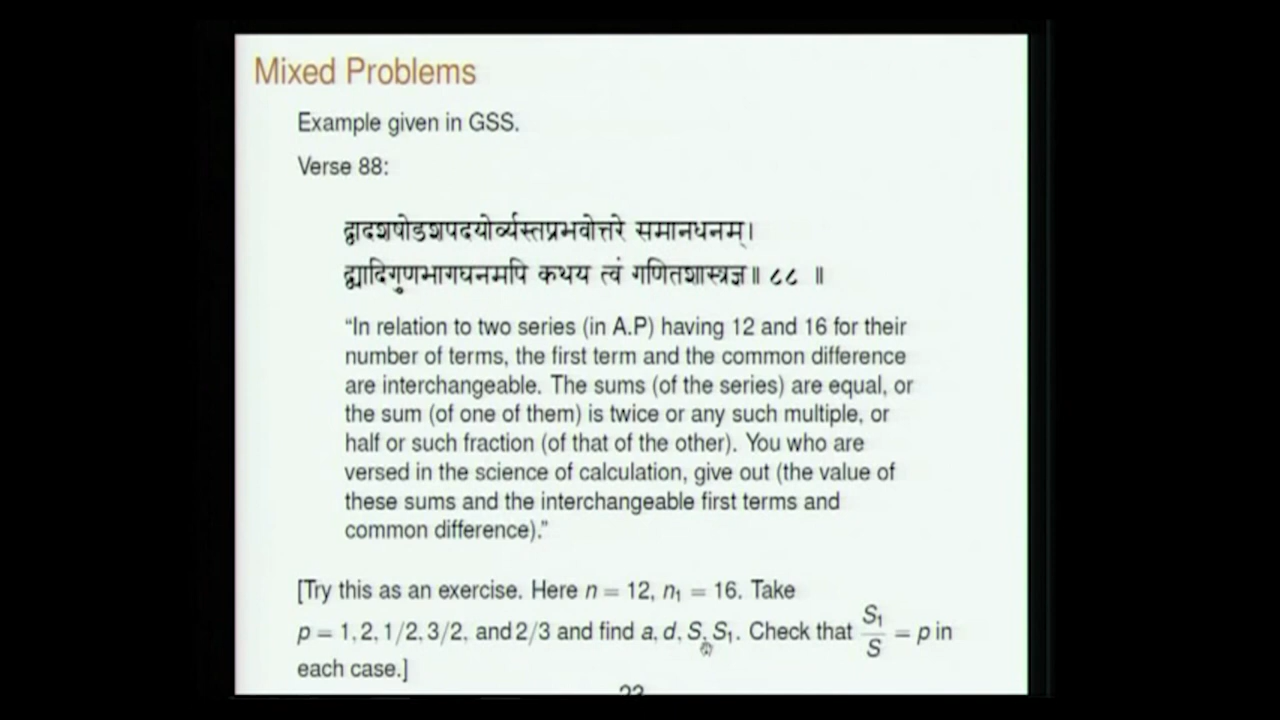 Mixed Problems
Example given in GSS.
Verse 88:
द्वादशषोडशपदयोर्व्यस्तप्रभवोत्तरे समानधनम्।
द्व्यादिगुणभागधनमपि कथय त्वं गणितशास्त्रज्ञ॥ ८८ ॥
“In relation to two series (in A.P) having 12 and 16 for their
number of terms, the first term and the common difference
are interchangeable. The sums (of the series) are equal, or
the sum (of one of them) is twice or any such multiple, or
half or such fraction (of that of the other). You who are
versed in the science of calculation, give out (the value of
these sums and the interchangeable first terms and
common difference).”
[Try this as an exercise. Here n = 12, n₁ = 16. Take
p = 1, 2, 1/2, 3/2, and 2/3 and find a, d, S, S₁. Check that S₁/S = p in
each case.]